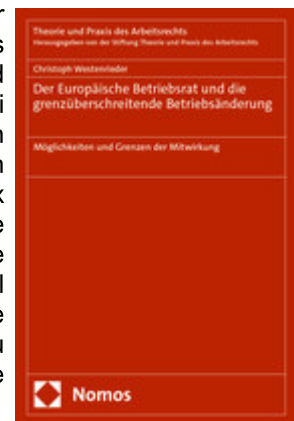 r
s
d
i
n
n
k
e
e
l
e
u
e
Theorie und Praxis des Arbeitsrechts
Herausgegeben von der Stiftung Theorie und Praxis des Arbeitsrechts
Christoph Westenrieder
Der Europäische Betriebsrat und die
grenzüberschreitende Betriebsänderung
Möglichkeiten und Grenzen der Mitwirkung
Nomos